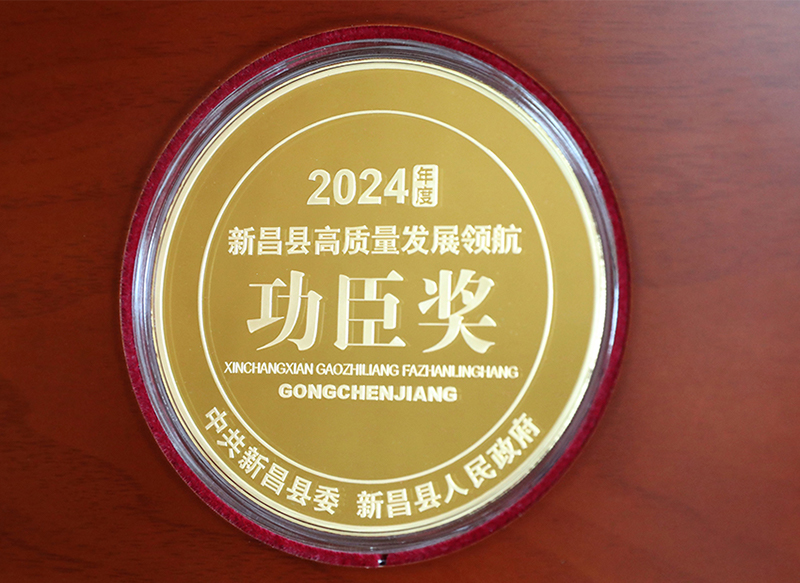 2024年度
新昌县高质量发展领航
功臣奖
XINCHANGXIAN GAOZHILIANG FAZHANLINGHANG
GONGCHENJIANG
中共新昌县委 新昌县人民政府